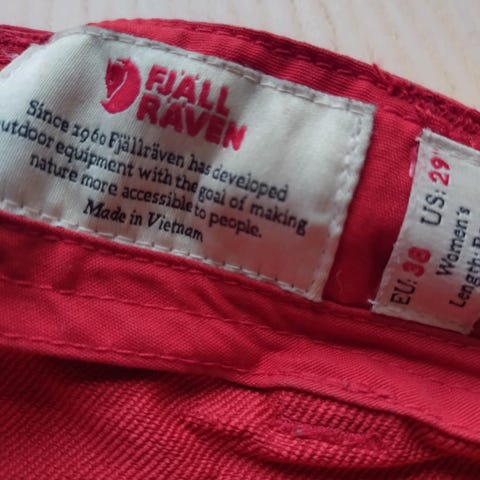 FJÄLL
RÄVEN
Since 1960 Fjällräven has developed
outdoor equipment with the goal of making
nature more accessible to people.
Made in Vietnam
EU: 38 US: 29"
Women's
Length: